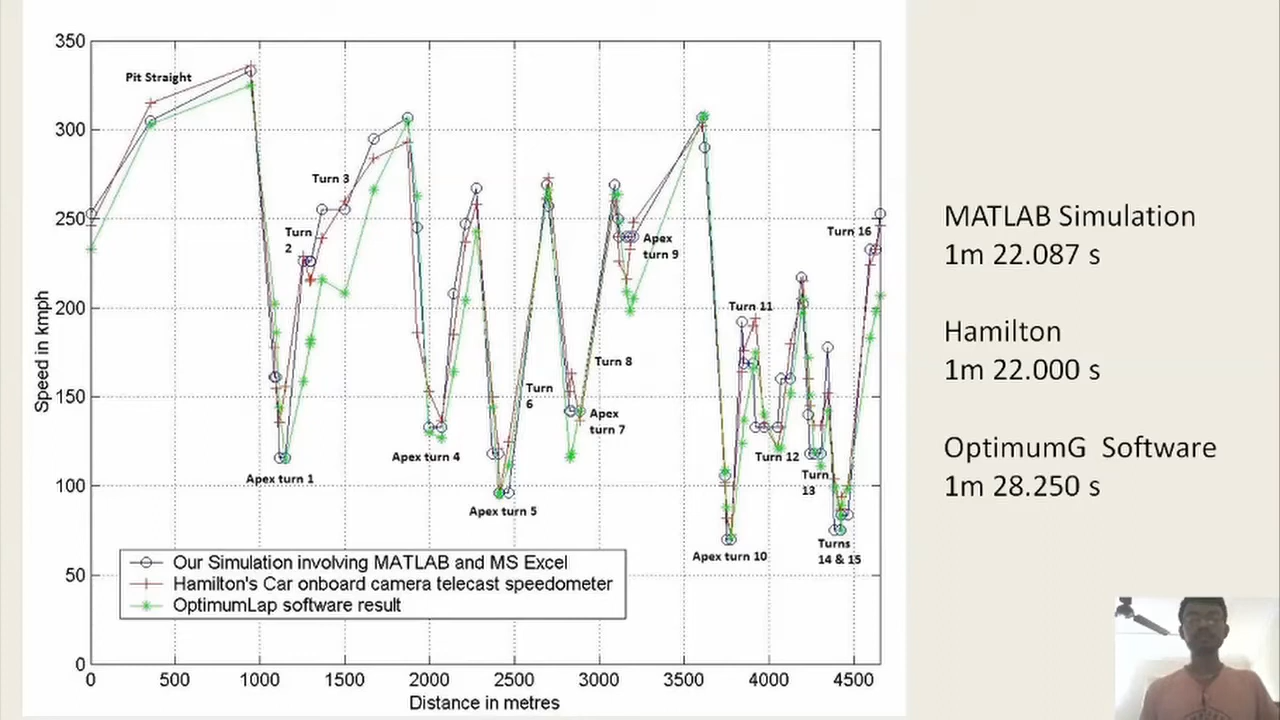 350
300
250
200
150
100
50
0
Speed in kmph
Pit Straight
Turn 3
Turn
2
Apex turn 1
Apex turn 4
Apex turn 5
Turn
6
Turn 8
Apex
turn 7
Apex
turn 9
Turn 11
Turn 16
Turn 12
Turn
13
Apex turn 10
Turns
14 & 15
Our Simulation involving MATLAB and MS Excel
Hamilton's Car onboard camera telecast speedometer
OptimumLap software result
0 500 1000 1500 2000 2500 3000 3500 4000 4500
Distance in metres
MATLAB Simulation
1m 22.087 s
Hamilton
1m 22.000 s
OptimumG Software
1m 28.250 s